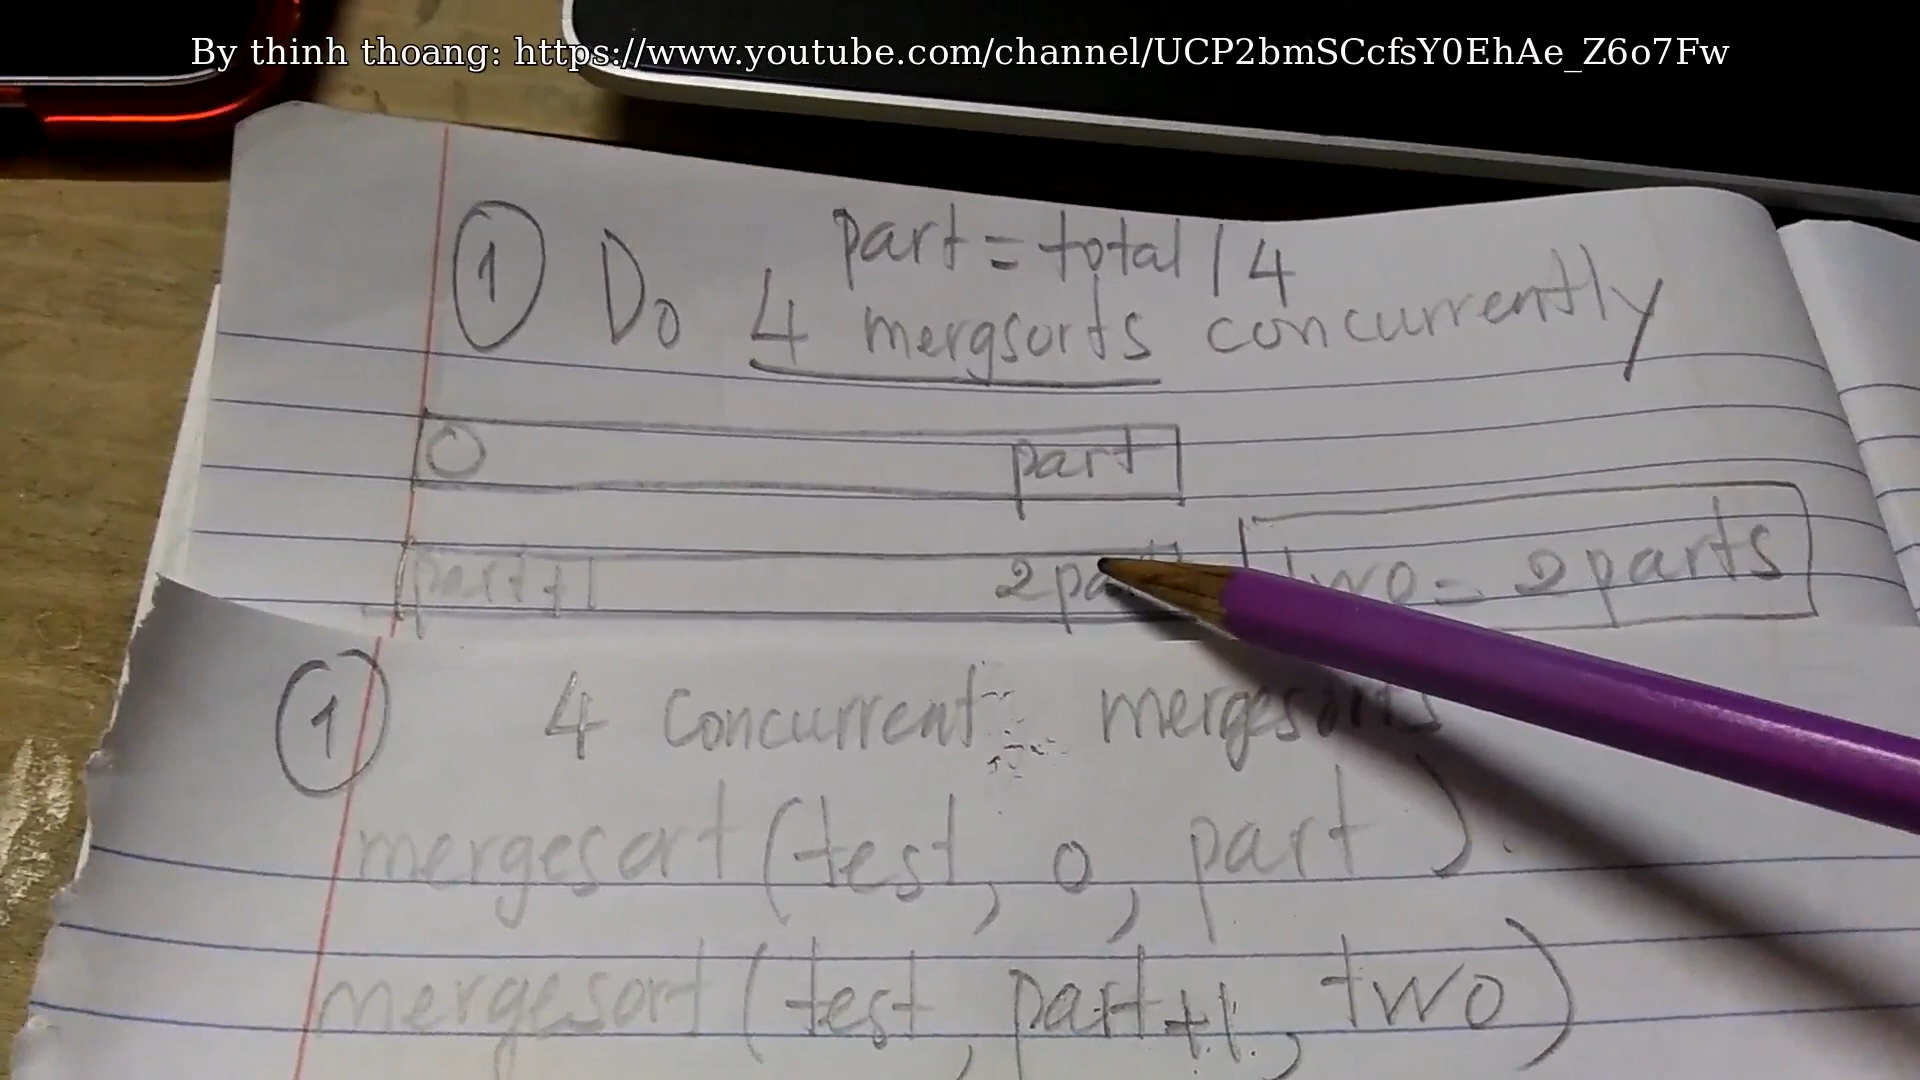 By thinh thoang: https://www.youtube.com/channel/UCP2bmSCcfsY0EhAe_Z6o7Fw
part = total / 4
1 Do 4 mergsorts concurrently
0 part
part+1 2 two = 2parts
1 4 concurrent mergesorts
mergesort (test, 0, part).
mergesort (test, part+1, two)